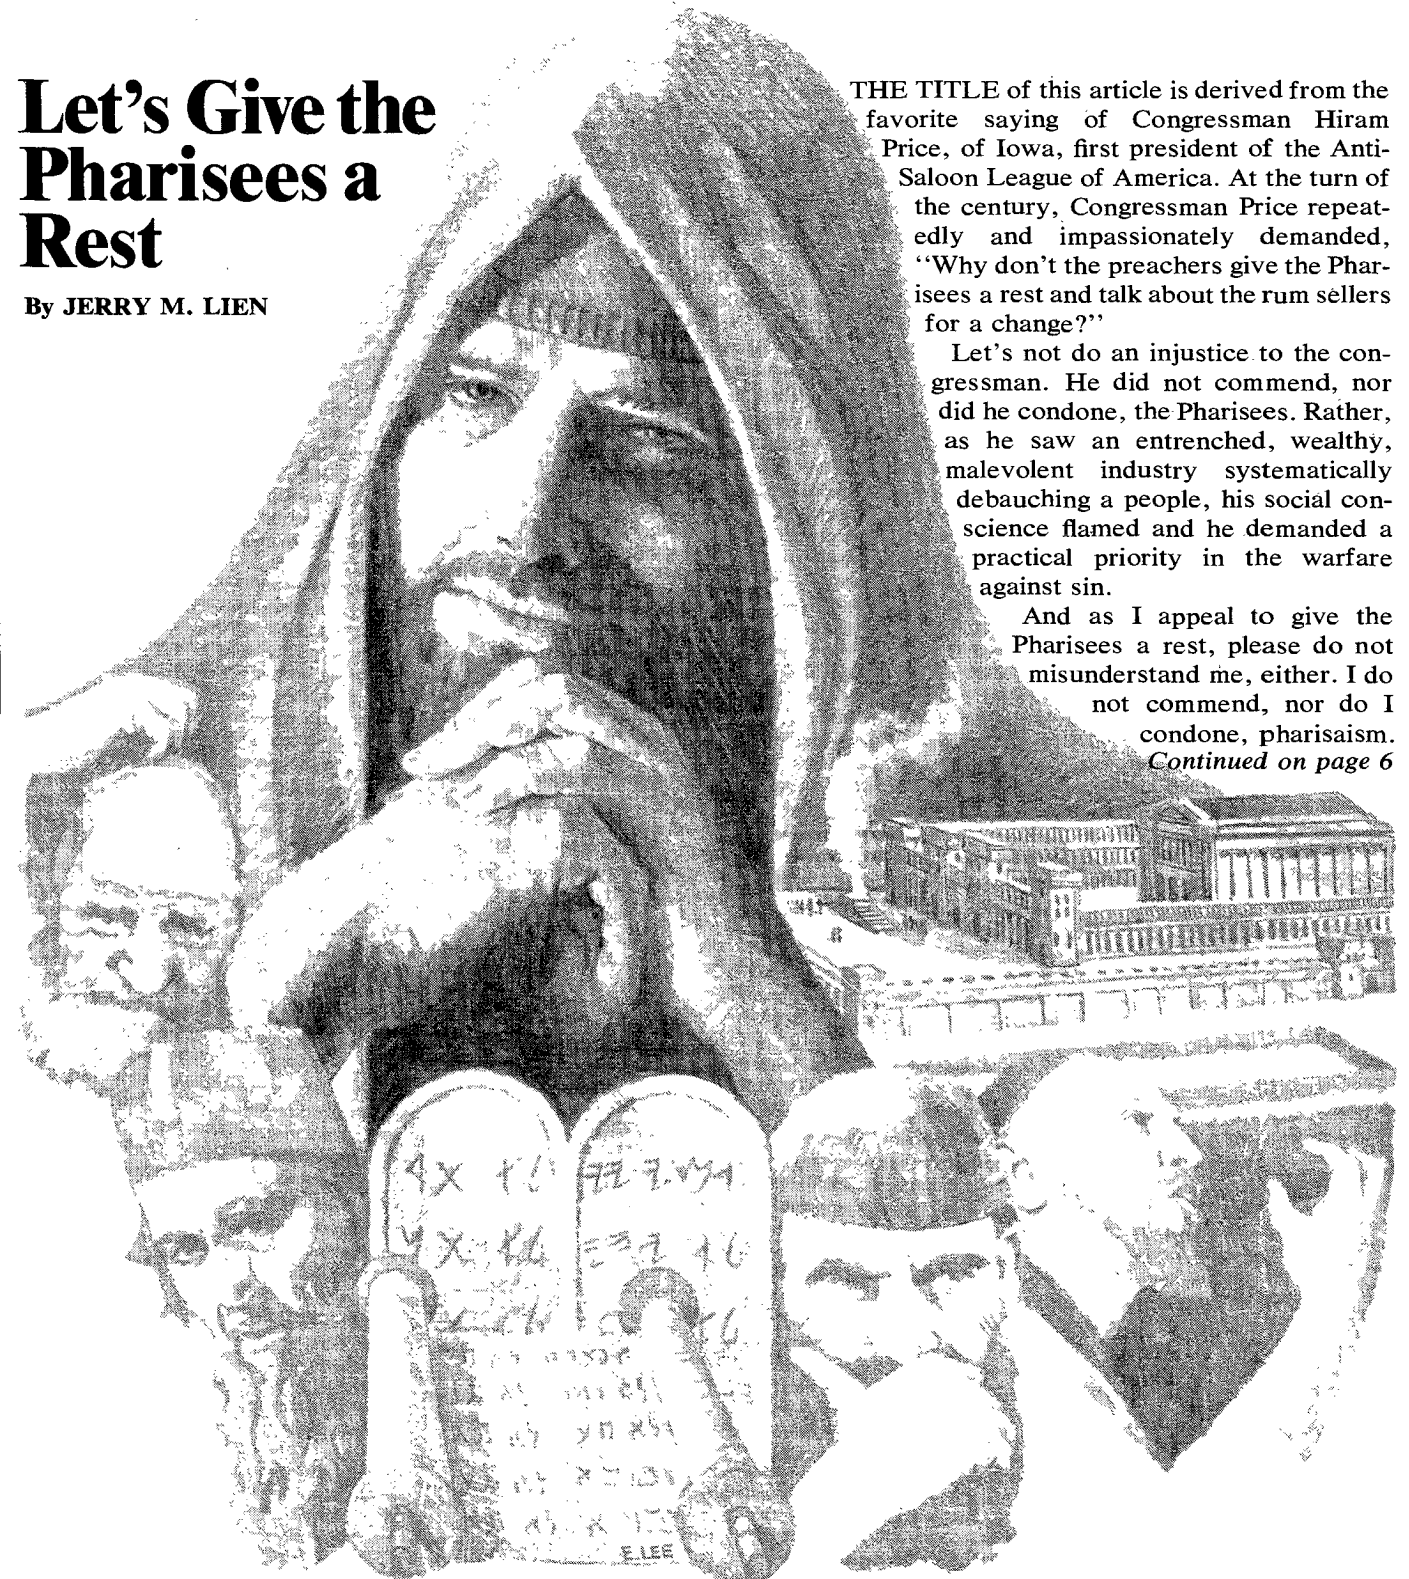 Let's Give the
Pharisees a
Rest
By JERRY M. LIEN
THE TITLE of this article is derived from the
favorite saying of Congressman Hiram
Price, of Iowa, first president of the Anti-
Saloon League of America. At the turn of
the century, Congressman Price repeat-
edly and impassionately demanded,
"Why don't the preachers give the Phar-
isees a rest and talk about the rum sellers
for a change?"
Let's not do an injustice to the con-
gressman. He did not commend, nor
did he condone, the Pharisees. Rather,
as he saw an entrenched, wealthy,
malevolent industry systematically
debauching a people, his social con-
science flamed and he demanded a
practical priority in the warfare
against sin.
And as I appeal to give the
Pharisees a rest, please do not
misunderstand me, either. I do
not commend, nor do I
condone, pharisaism.
Continued on page 6
E. LEE